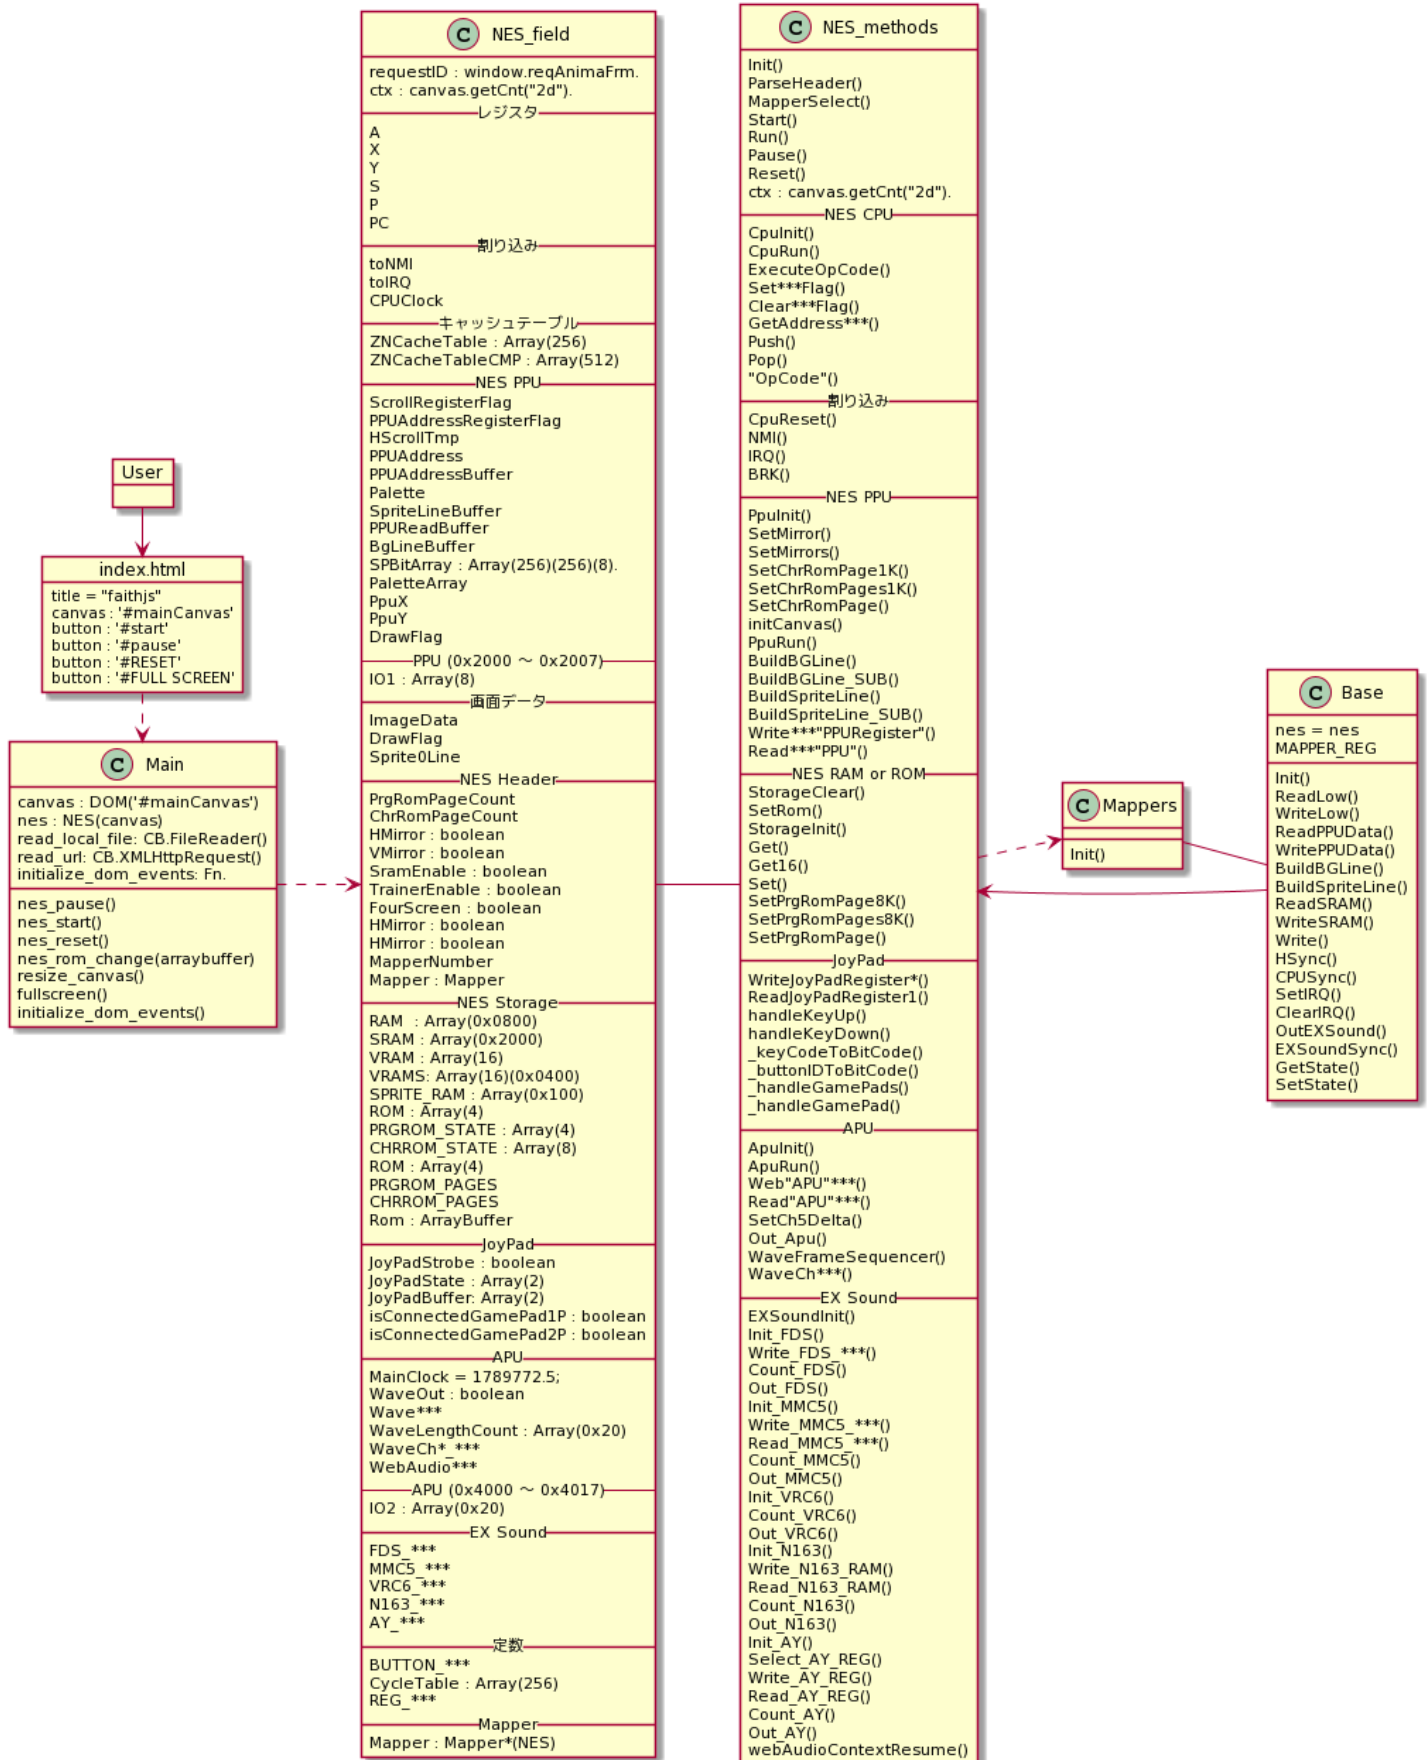 User
index.html
title = "faithjs"
canvas : '#mainCanvas'
button : '#start'
button : '#pause'
button : '#RESET'
button : '#FULL SCREEN'
C Main
canvas : DOM('#mainCanvas')
nes : NES(canvas)
read_local_file: CB.FileReader()
read_url: CB.XMLHttpRequest()
initialize_dom_events: Fn.
nes_pause()
nes_start()
nes_reset()
nes_rom_change(arraybuffer)
resize_canvas()
fullscreen()
initialize_dom_events()
C NES_field
requestID : window.reqAnimaFrm.
ctx : canvas.getCnt("2d").
レジスタ
A
X
Y
S
P
PC
割り込み
toNMI
toIRQ
CPUClock
キャッシュテーブル
ZNCacheTable : Array(256)
ZNCacheTableCMP : Array(512)
NES PPU
ScrollRegisterFlag
PPUAddressRegisterFlag
HScrollTmp
PPUAddress
PPUAddressBuffer
Palette
SpriteLineBuffer
PPUReadBuffer
BgLineBuffer
SPBitArray : Array(256)(256)(8).
PaletteArray
PpuX
PpuY
DrawFlag
PPU (0x2000 ～ 0x2007)
IO1 : Array(8)
画面データ
ImageData
DrawFlag
Sprite0Line
NES Header
PrgRomPageCount
ChrRomPageCount
HMirror : boolean
VMirror : boolean
SramEnable : boolean
TrainerEnable : boolean
FourScreen : boolean
HMirror : boolean
HMirror : boolean
MapperNumber
Mapper : Mapper
NES Storage
RAM  : Array(0x0800)
SRAM : Array(0x2000)
VRAM : Array(16)
VRAMS: Array(16)(0x0400)
SPRITE_RAM : Array(0x100)
ROM : Array(4)
PRGROM_STATE : Array(4)
CHRROM_STATE : Array(8)
ROM : Array(4)
PRGROM_PAGES
CHRROM_PAGES
Rom : ArrayBuffer
JoyPad
JoyPadStrobe : boolean
JoyPadState : Array(2)
JoyPadBuffer: Array(2)
isConnectedGamePad1P : boolean
isConnectedGamePad2P : boolean
APU
MainClock = 1789772.5;
WaveOut : boolean
Wave***
WaveLengthCount : Array(0x20)
WaveCh*_***
WebAudio***
APU (0x4000 ～ 0x4017)
IO2 : Array(0x20)
EX Sound
FDS_***
MMC5_***
VRC6_***
N163_***
AY_***
定数
BUTTON_***
CycleTable : Array(256)
REG_***
Mapper
Mapper : Mapper*(NES)
C NES_methods
Init()
ParseHeader()
MapperSelect()
Start()
Run()
Pause()
Reset()
ctx : canvas.getCnt("2d").
NES CPU
CpuInit()
CpuRun()
ExecuteOpCode()
Set***Flag()
Clear***Flag()
GetAddress***()
Push()
Pop()
"OpCode"()
割り込み
CpuReset()
NMI()
IRQ()
BRK()
NES PPU
PpuInit()
SetMirror()
SetMirrors()
SetChrRomPage1K()
SetChrRomPages1K()
SetChrRomPage()
initCanvas()
PpuRun()
BuildBGLine()
BuildBGLine_SUB()
BuildSpriteLine()
BuildSpriteLine_SUB()
Write***"PPURegister"()
Read***"PPU"()
NES RAM or ROM
StorageClear()
SetRom()
StorageInit()
Get()
Get16()
Set()
SetPrgRomPage8K()
SetPrgRomPages8K()
SetPrgRomPage()
JoyPad
WriteJoyPadRegister*()
ReadJoyPadRegister1()
handleKeyUp()
handleKeyDown()
_keyCodeToBitCode()
_buttonIDToBitCode()
_handleGamePads()
_handleGamePad()
APU
ApuInit()
ApuRun()
Web"APU"***()
Read"APU"***()
SetCh5Delta()
Out_Apu()
WaveFrameSequencer()
WaveCh***()
EX Sound
EXSoundInit()
Init_FDS()
Write_FDS_***()
Count_FDS()
Out_FDS()
Init_MMC5()
Write_MMC5_***()
Read_MMC5_***()
Count_MMC5()
Out_MMC5()
Init_VRC6()
Count_VRC6()
Out_VRC6()
Init_N163()
Write_N163_RAM()
Read_N163_RAM()
Count_N163()
Out_N163()
Init_AY()
Select_AY_REG()
Write_AY_REG()
Read_AY_REG()
Count_AY()
Out_AY()
webAudioContextResume()
C Mappers
Init()
C Base
nes = nes
MAPPER_REG
Init()
ReadLow()
WriteLow()
ReadPPUData()
WritePPUData()
BuildBGLine()
BuildSpriteLine()
ReadSRAM()
WriteSRAM()
Write()
HSync()
CPUSync()
SetIRQ()
ClearIRQ()
OutEXSound()
EXSoundSync()
GetState()
SetState()